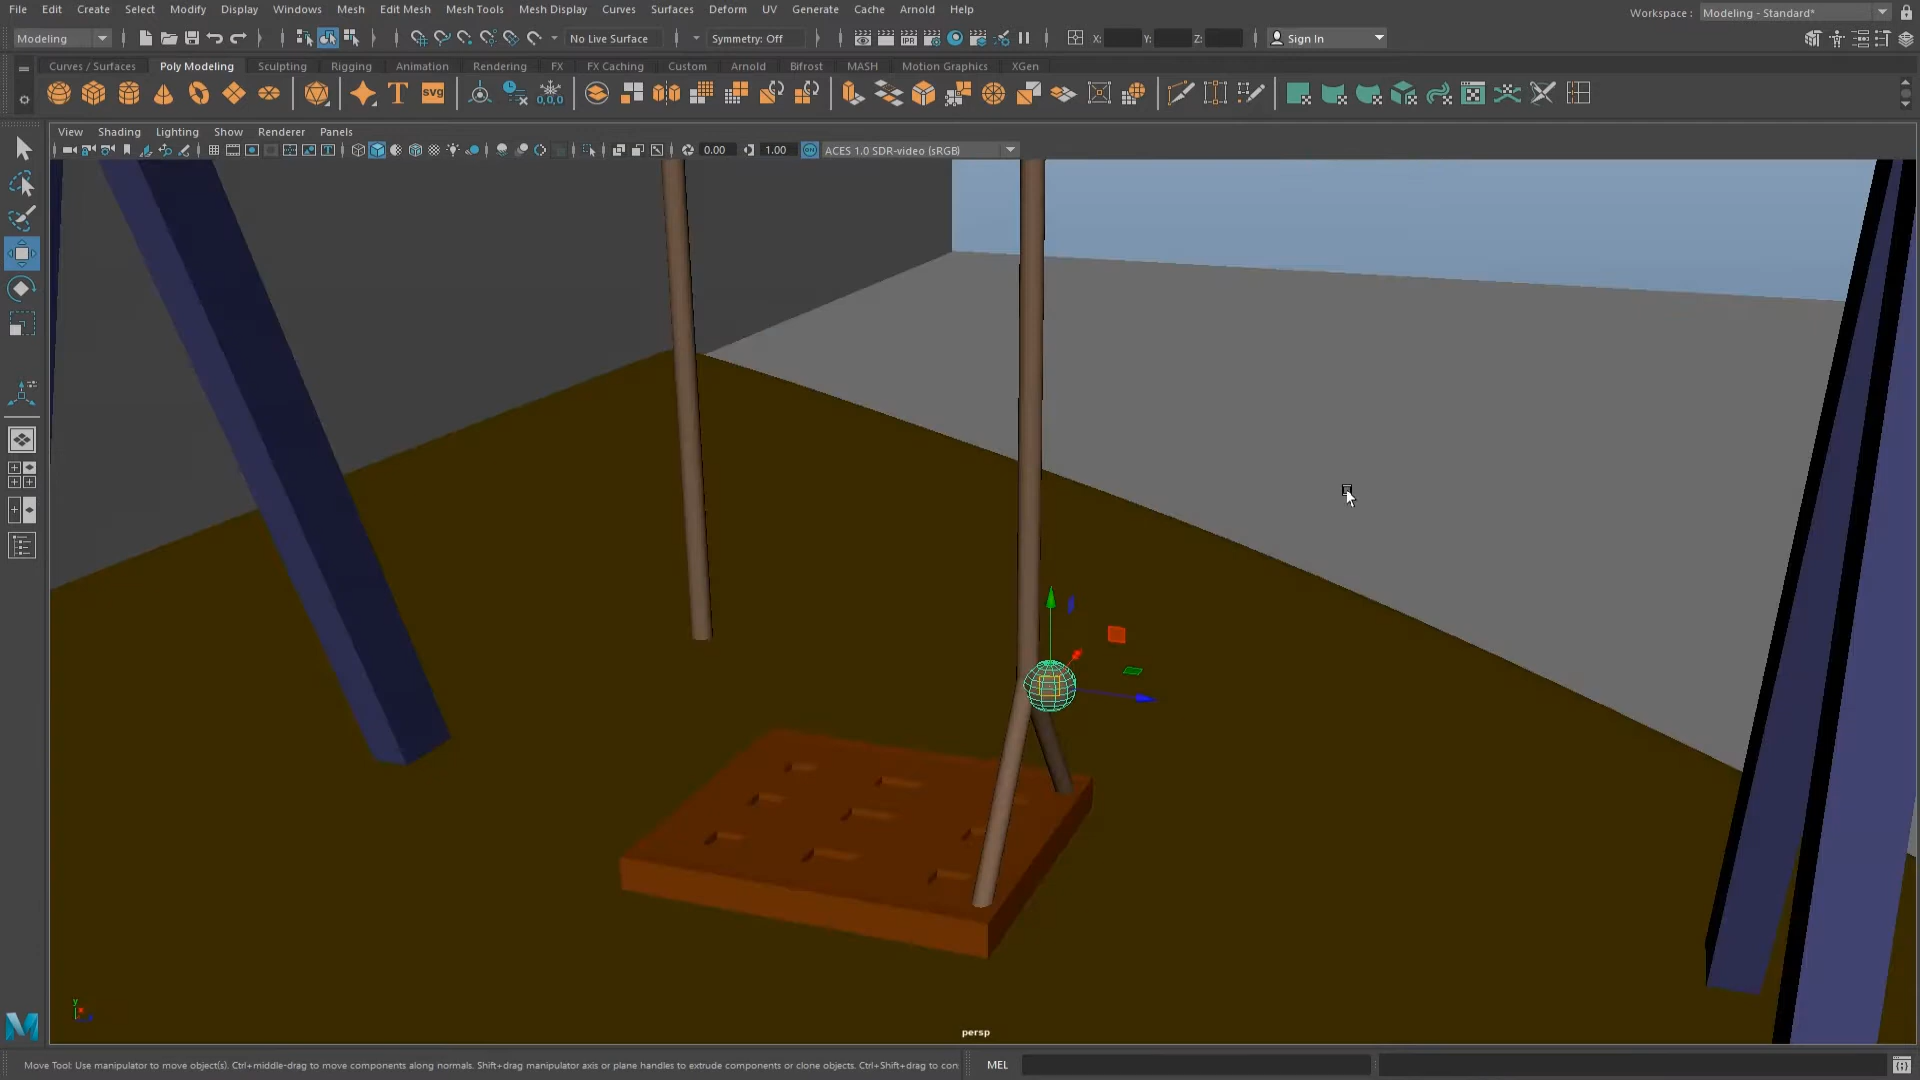 File Edit Create Select Modify Display Windows Mesh Edit Mesh Mesh Tools Mesh Display Curves Surfaces Deform UV Generate Cache Arnold Help
Workspace : Modeling - Standard*
Modeling No Live Surface Symmetry: Off X: Y: Z: Sign In
Curves / Surfaces Poly Modeling Sculpting Rigging Animation Rendering FX FX Caching Custom Arnold Bifrost MASH Motion Graphics XGen
T svg 0,0,0
View Shading Lighting Show Renderer Panels
0.00 1.00 ACES 1.0 SDR-video (sRGB)
y
persp
Move Tool: Use manipulator to move object(s). Ctrl+middle-drag to move components along normals. Shift+drag manipulator axis or plane handles to extrude components or clone objects. Ctrl+Shift+drag to con
MEL